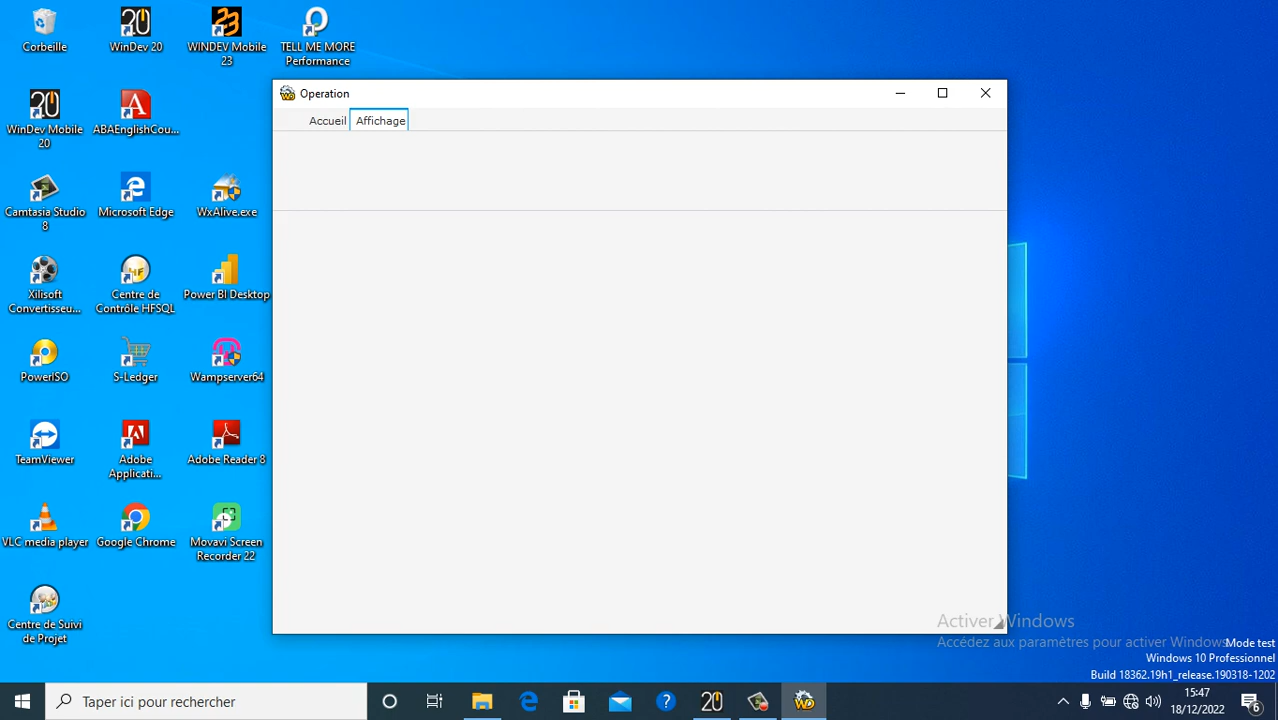 Corbeille
WinDev 20
WINDEV Mobile
23
TELL ME MORE
Performance
WinDev Mobile
20
ABAEnglishCou...
Camtasia Studio
8
Microsoft Edge
WxAlive.exe
Xilisoft
Convertisseu...
Centre de
Contrôle HFSQL
Power BI Desktop
PowerISO
S-Ledger
Wampserver64
TeamViewer
Adobe
Applicati...
Adobe Reader 8
VLC media player
Google Chrome
Movavi Screen
Recorder 22
Centre de Suivi
de Projet
Operation
Accueil
Affichage
Activer Windows
Accédez aux paramètres pour activer Windows
Mode test
Windows 10 Professionnel
Build 18362.19h1_release.190318-1202
Taper ici pour rechercher
15:47
18/12/2022
6